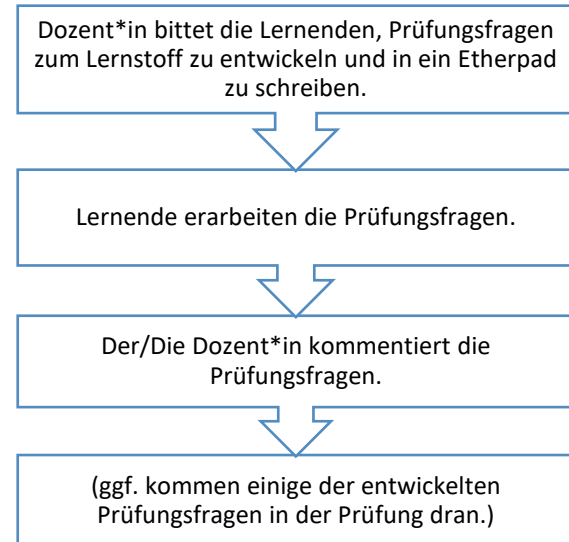 Dozent*in bittet die Lernenden, Prüfungsfragen
zum Lernstoff zu entwickeln und in ein Etherpad
zu schreiben.
Lernende erarbeiten die Prüfungsfragen.
Der/Die Dozent*in kommentiert die
Prüfungsfragen.
(ggf. kommen einige der entwickelten
Prüfungsfragen in der Prüfung dran.)